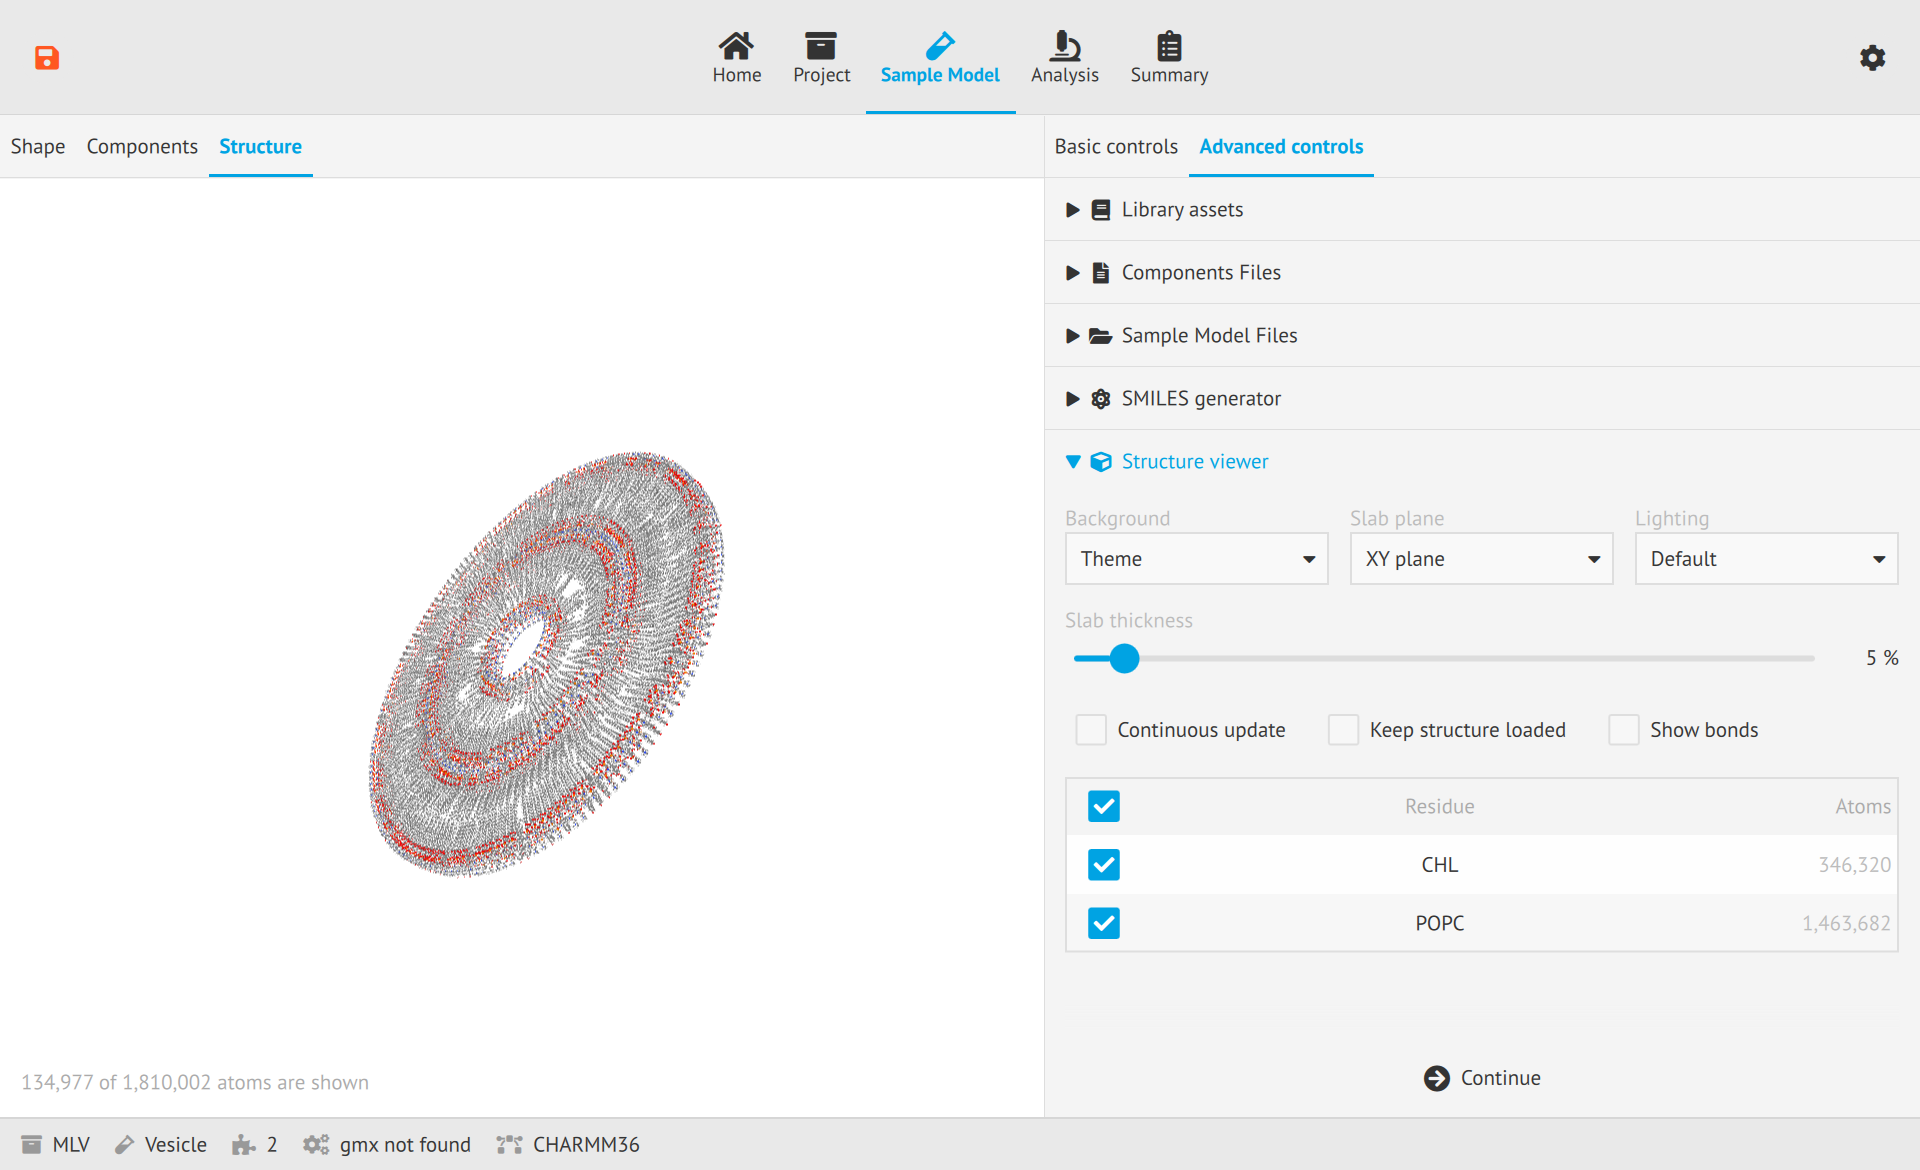 Home
Project
Sample Model
Analysis
Summary
Shape
Components
Structure
Basic controls
Advanced controls
Library assets
Components Files
Sample Model Files
SMILES generator
Structure viewer
Background
Slab plane
Lighting
Theme
XY plane
Default
Slab thickness
5 %
Continuous update
Keep structure loaded
Show bonds
Residue
Atoms
CHL
346,320
POPC
1,463,682
134,977 of 1,810,002 atoms are shown
Continue
MLV
Vesicle
2
gmx not found
CHARMM36